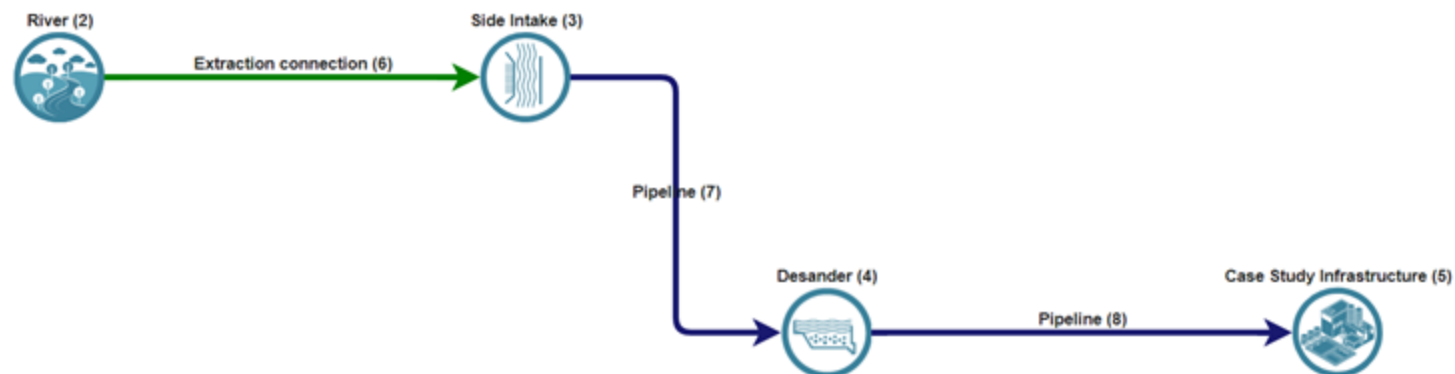 River (2)
Side Intake (3)
Extraction connection (6)
Pipeline (7)
Desander (4)
Case Study Infrastructure (5)
Pipeline (8)